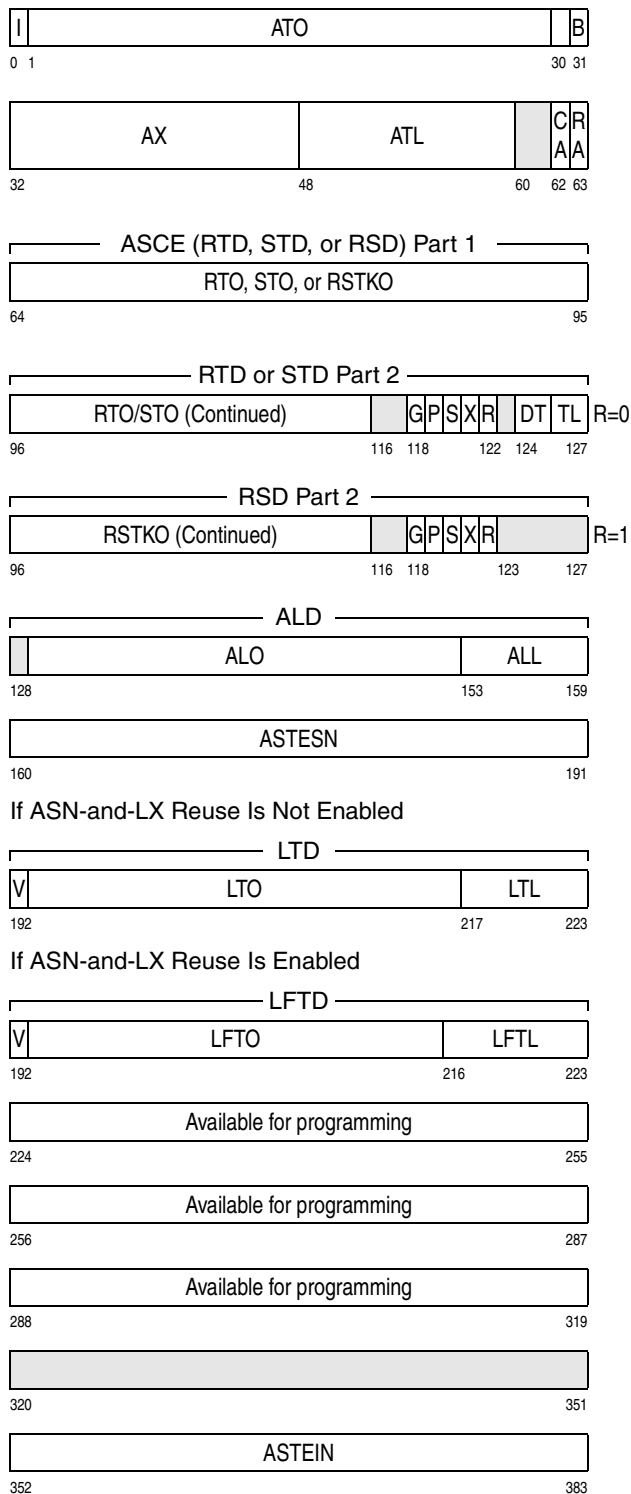 I ATO B
0 1 30 31
AX ATL CA RA
32 48 60 62 63
ASCE (RTD, STD, or RSD) Part 1
RTO, STO, or RSTKO
64 95
RTD or STD Part 2
RTO/STO (Continued) G P S X R DT TL R=0
96 116 118 122 124 127
RSD Part 2
RSTKO (Continued) G P S X R R=1
96 116 118 123 127
ALD
ALO ALL
128 153 159
ASTESN
160 191
If ASN-and-LX Reuse Is Not Enabled
LTD
V LTO LTL
192 217 223
If ASN-and-LX Reuse Is Enabled
LFTD
V LFTO LFTL
192 216 223
Available for programming
224 255
Available for programming
256 287
Available for programming
288 319
320 351
ASTEIN
352 383